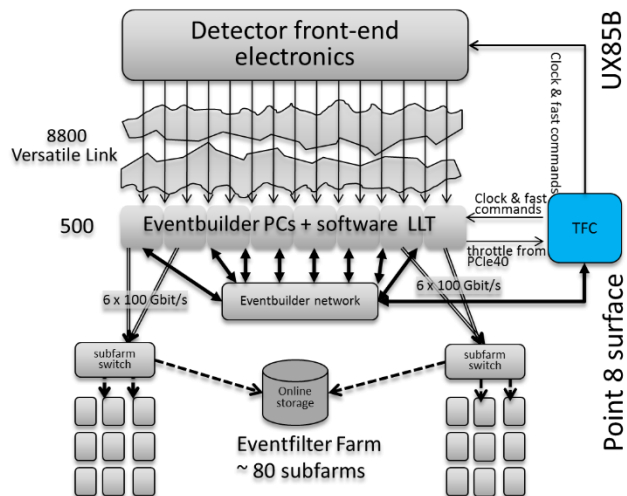 Detector front-end
electronics
UX85B
Clock & fast commands
8800
Versatile Link
Clock & fast
commands
TFC
500
Eventbuilder PCs + software LLT
throttle from
PCIe40
6 x 100 Gbit/s
Eventbuilder network
6 x 100 Gbit/s
Point 8 surface
subfarm
switch
Online
storage
subfarm
switch
Eventfilter Farm
~ 80 subfarms